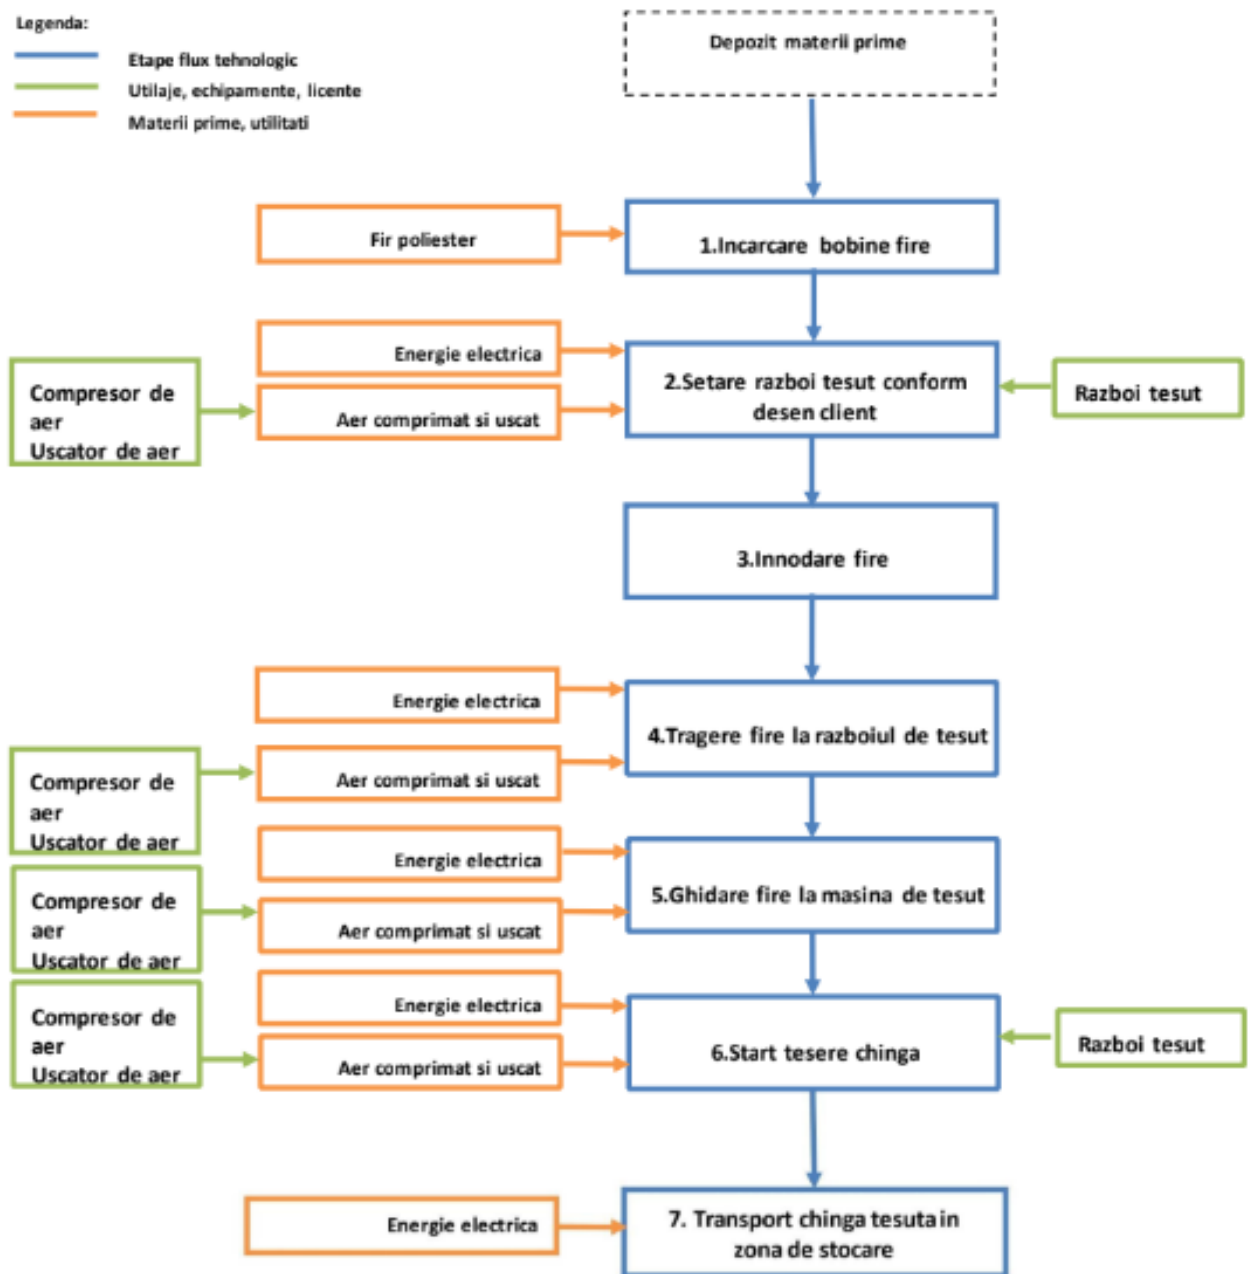 Legenda:
Etape flux tehnologic
Utilaje, echipamente, licente
Materii prime, utilitati
Depozit materii prime
Fir poliester
1.Incarcare bobine fire
Energie electrica
Compresor de
aer
Uscator de aer
Aer comprimat si uscat
2.Setare razboi tesut conform
desen client
Razboi tesut
3.Innodare fire
Energie electrica
4.Tragere fire la razboiul de tesut
Compresor de
aer
Uscator de aer
Aer comprimat si uscat
Energie electrica
5.Ghidare fire la masina de tesut
Compresor de
aer
Uscator de aer
Aer comprimat si uscat
Energie electrica
Compresor de
aer
Uscator de aer
Aer comprimat si uscat
6.Start tesere chinga
Razboi tesut
Energie electrica
7. Transport chinga tesuta in
zona de stocare